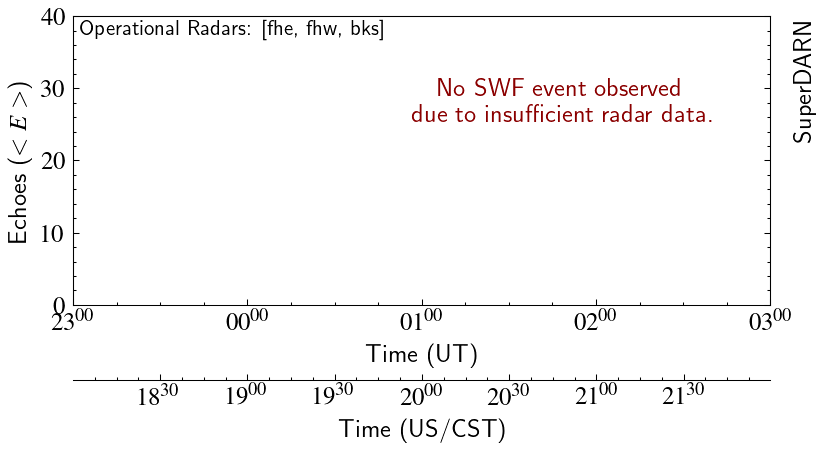 Operational Radars: [fhe, fhw, bks]
No SWF event observed
due to insufficient radar data.
SuperDARN
Echoes (< E >)
40
30
20
10
0
23⁰⁰ 00⁰⁰ 01⁰⁰ 02⁰⁰ 03⁰⁰
Time (UT)
18³⁰ 19⁰⁰ 19³⁰ 20⁰⁰ 20³⁰ 21⁰⁰ 21³⁰
Time (US/CST)